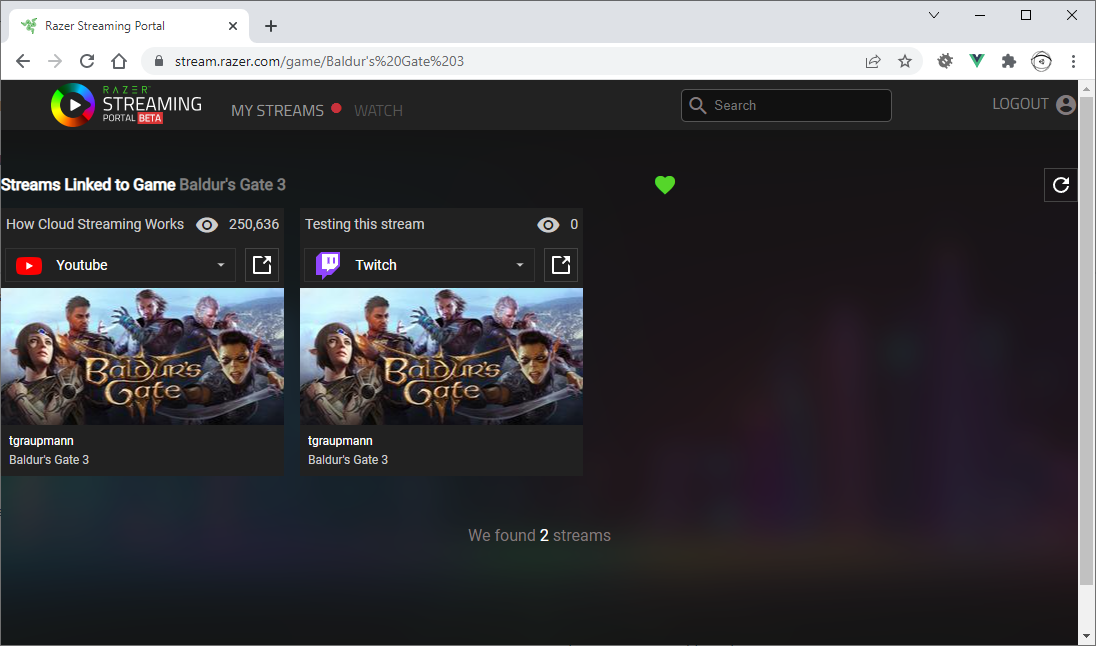 Razer Streaming Portal
stream.razer.com/game/Baldur's%20Gate%203
RAZER
STREAMING
PORTAL BETA
MY STREAMS
WATCH
Search
LOGOUT
Streams Linked to Game Baldur's Gate 3
How Cloud Streaming Works 250,636
Youtube
BALDUR'S
GATE
tgraupmann
Baldur's Gate 3
Testing this stream 0
Twitch
BALDUR'S
GATE
tgraupmann
Baldur's Gate 3
We found 2 streams